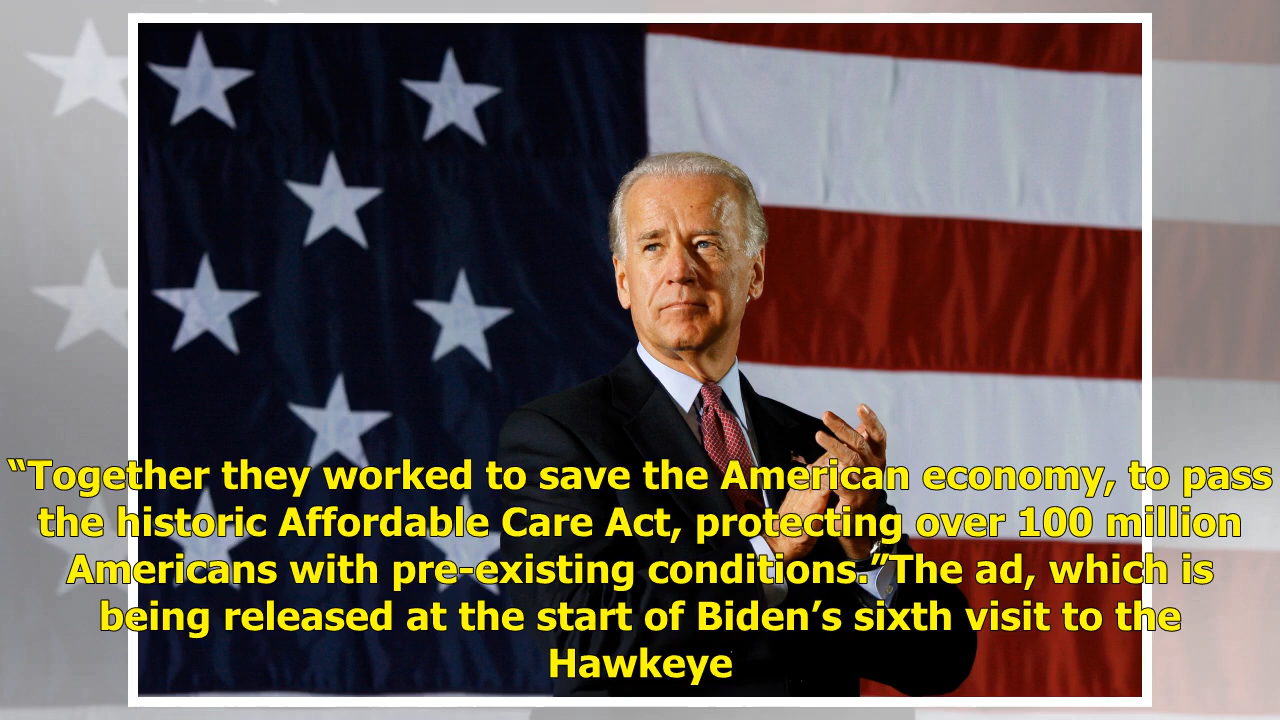 “Together they worked to save the American economy, to pass
the historic Affordable Care Act, protecting over 100 million
Americans with pre-existing conditions.”The ad, which is
being released at the start of Biden’s sixth visit to the
Hawkeye